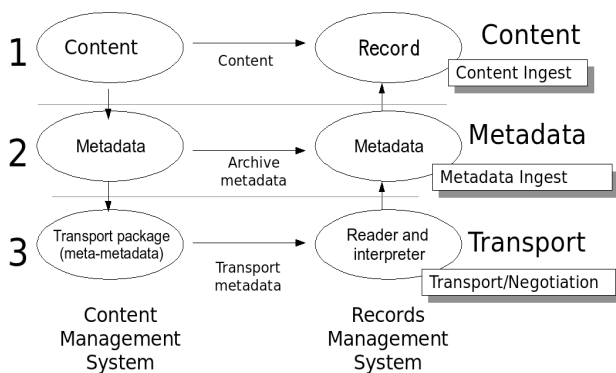 1
Content
Content
Record
Content
Content Ingest
2
Metadata
Archive
metadata
Metadata
Metadata
Metadata Ingest
3
Transport package
(meta-metadata)
Transport
metadata
Reader and
interpreter
Transport
Transport/Negotiation
Content
Management
System
Records
Management
System